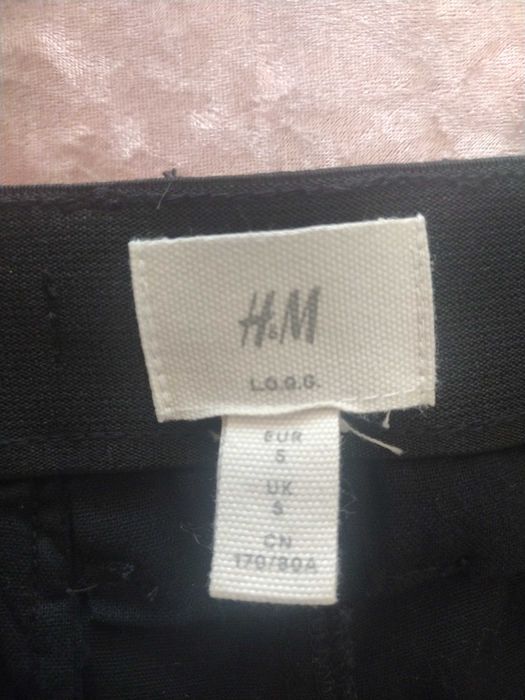 H&M
L.O.G.G.
EUR
S
UK
S
CN
170/80A